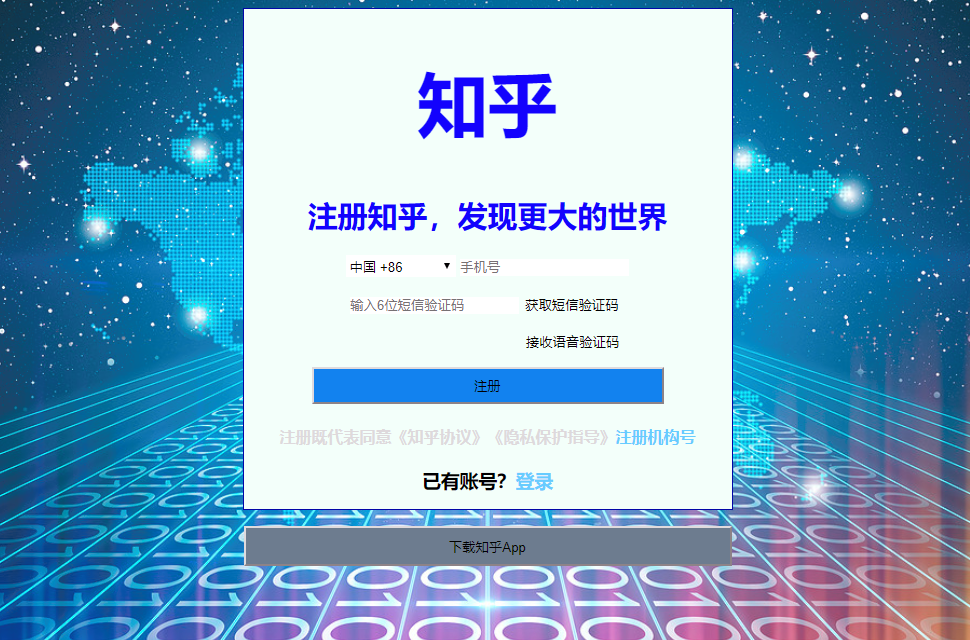 知乎
注册知乎，发现更大的世界
中国 +86 手机号
输入6位短信验证码 获取短信验证码
接收语音验证码
注册
注册既代表同意《知乎协议》《隐私保护指导》注册机构号
已有账号？登录
下载知乎App